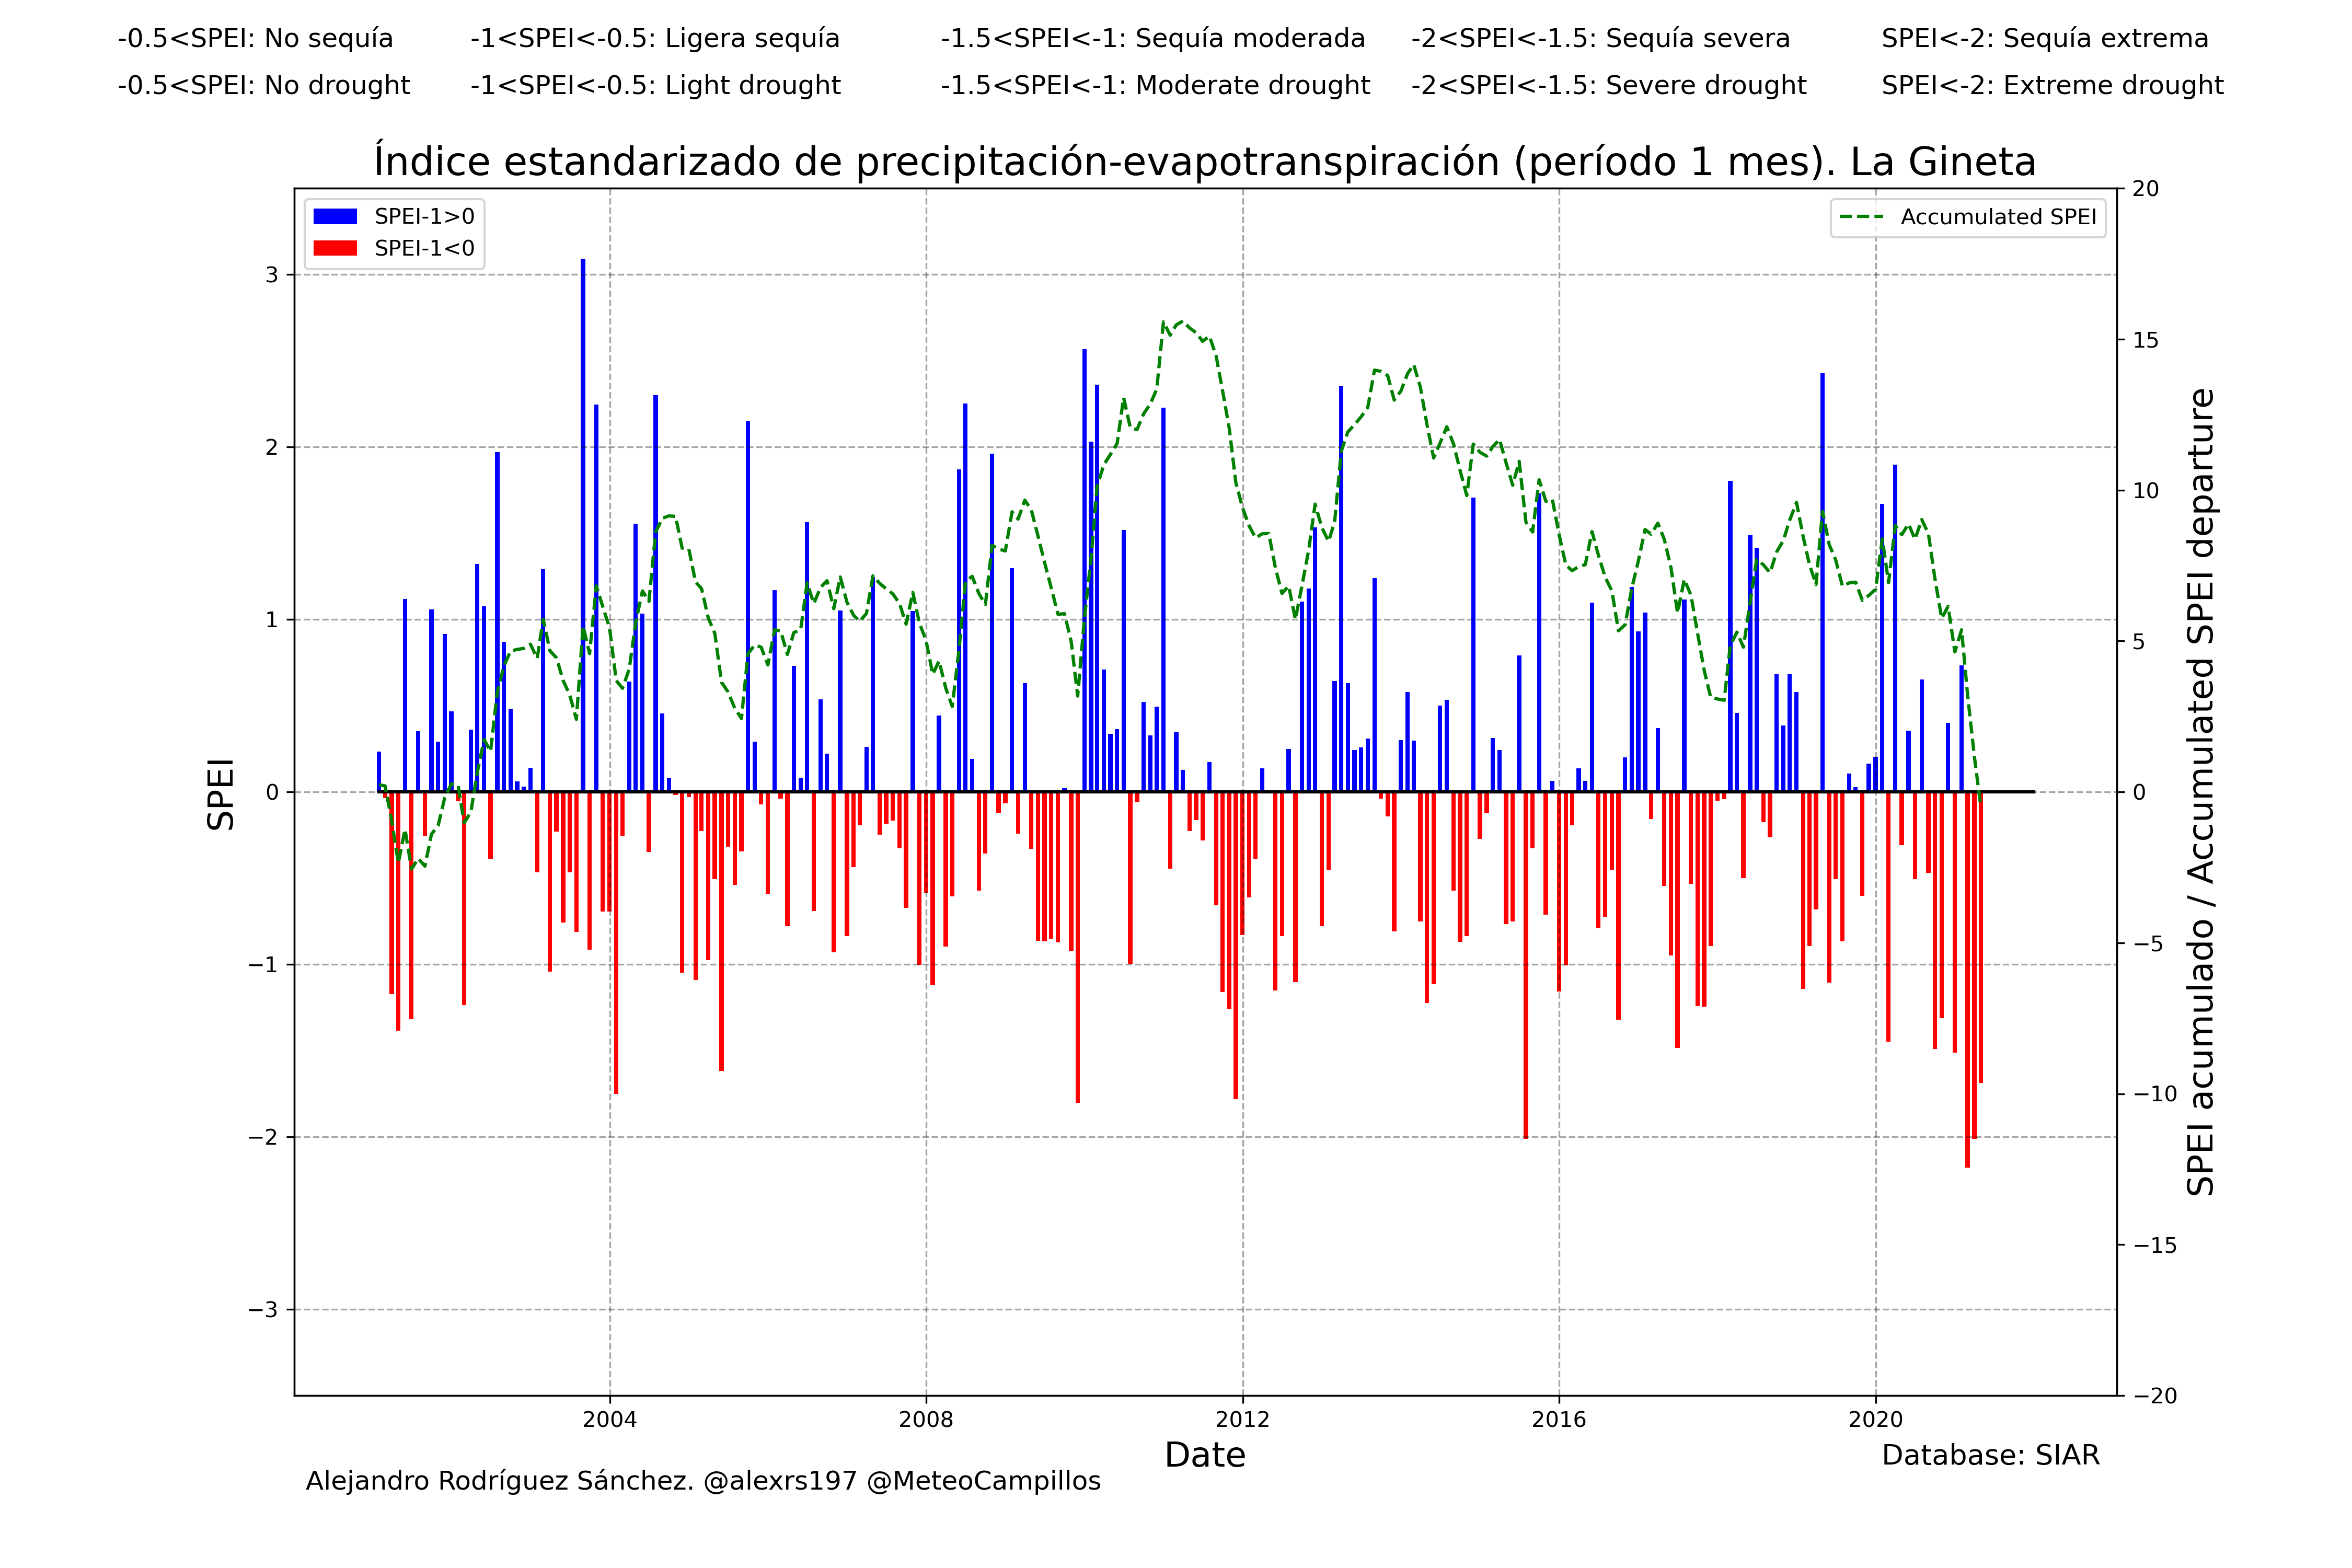 -0.5<SPEI: No sequía -1<SPEI<-0.5: Ligera sequía -1.5<SPEI<-1: Sequía moderada -2<SPEI<-1.5: Sequía severa SPEI<-2: Sequía extrema
-0.5<SPEI: No drought -1<SPEI<-0.5: Light drought -1.5<SPEI<-1: Moderate drought -2<SPEI<-1.5: Severe drought SPEI<-2: Extreme drought
Índice estandarizado de precipitación-evapotranspiración (período 1 mes). La Gineta
SPEI-1>0
SPEI-1<0
Accumulated SPEI
SPEI
3
2
1
0
−1
−2
−3
20
15
10
5
0
−5
−10
−15
−20
SPEI acumulado / Accumulated SPEI departure
2004 2008 2012 2016 2020
Date
Database: SIAR
Alejandro Rodríguez Sánchez. @alexrs197 @MeteoCampillos